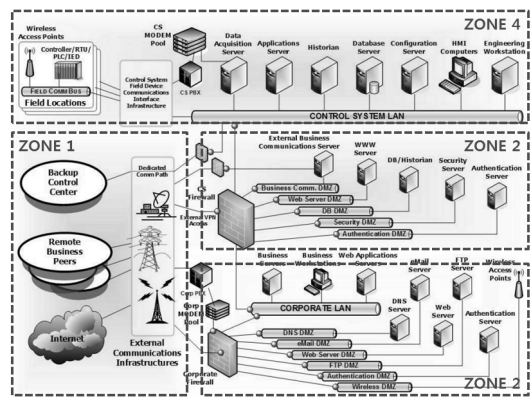 ZONE 4
Wireless
Access Points
Controller/RTU/
PLC/IED
FIELD COMM BUS
Field Locations
Control System
Field Device
Communications
Interface
Infrastructure
CS
MODEM
Pool
CS PBX
Data
Acquisition
Server
Applications
Server
Historian
Database
Server
Configuration
Server
HMI
Computers
Engineering
Workstation
CONTROL SYSTEM LAN
ZONE 1
Backup
Control
Center
Remote
Business
Peers
Internet
Dedicated
Comm Path
External VPN
Access
External
Communications
Infrastructures
ZONE 2
CS
Firewall
External Business
Communications
Server
WWW
Server
DB/Historian
Security
Server
Authentication
Server
Business Comm. DMZ
Web Server DMZ
DB DMZ
Security DMZ
Authentication DMZ
Corp PBX
Corp
MODEM
Pool
Corporate
Firewall
Business
Servers
Business
Workstations
Web Applications
Servers
CORPORATE LAN
DNS
Server
eMail
Server
Web
Server
FTP
Server
Wireless
Access
Points
Authentication
Server
DNS DMZ
eMail DMZ
Web Server DMZ
FTP DMZ
Authentication DMZ
Wireless DMZ
ZONE 2